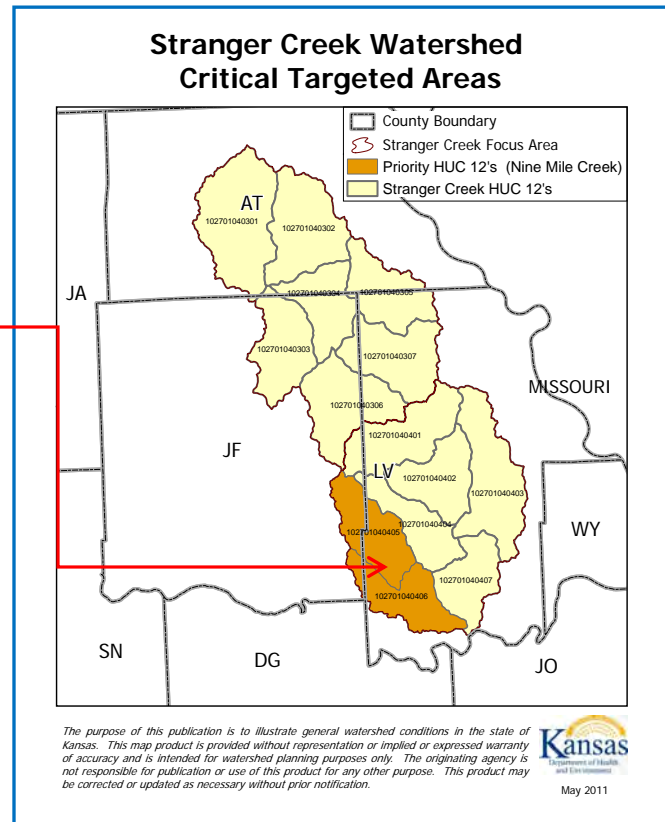 Stranger Creek Watershed
Critical Targeted Areas
County Boundary
Stranger Creek Focus Area
Priority HUC 12's (Nine Mile Creek)
Stranger Creek HUC 12's
AT
102701040301
102701040302
JA
102701040304
102701040305
102701040303
102701040307
MISSOURI
102701040306
102701040401
JF
LV
102701040402
102701040403
102701040404
102701040405
WY
102701040407
102701040406
SN
DG
JO
The purpose of this publication is to illustrate general watershed conditions in the state of
Kansas. This map product is provided without representation or implied or expressed warranty
of accuracy and is intended for watershed planning purposes only. The originating agency is
not responsible for publication or use of this product for any other purpose. This product may
be corrected or updated as necessary without prior notification.
Kansas
Department of Health
and Environment
May 2011